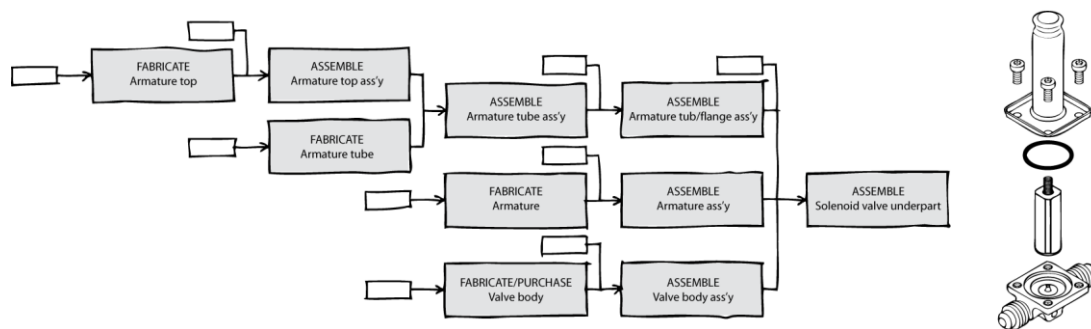 FABRICATE
Armature top
ASSEMBLE
Armature top ass'y
FABRICATE
Armature tube
ASSEMBLE
Armature tube ass'y
ASSEMBLE
Armature tub/flange ass'y
FABRICATE
Armature
ASSEMBLE
Armature ass'y
ASSEMBLE
Solenoid valve underpart
FABRICATE/PURCHASE
Valve body
ASSEMBLE
Valve body ass'y